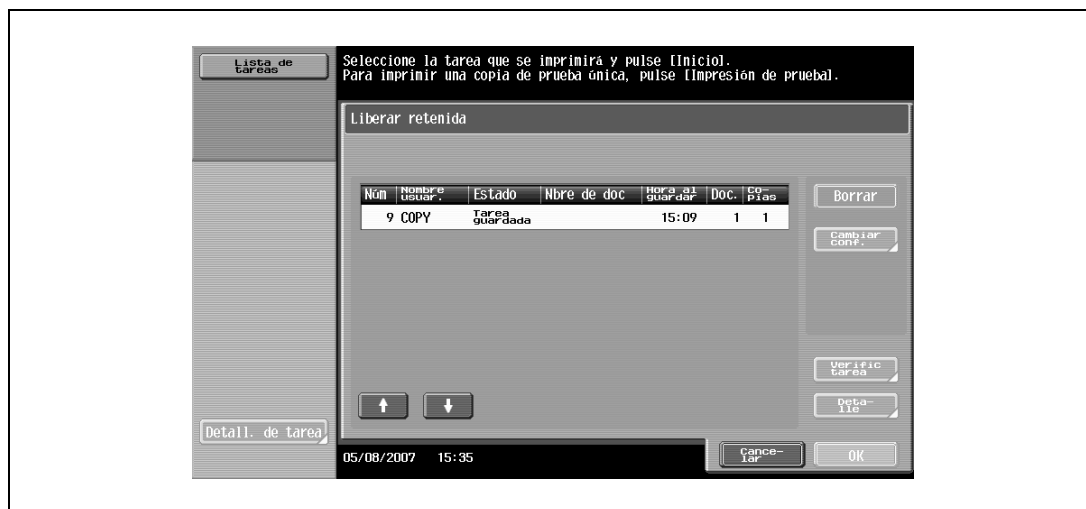 Lista de
tareas
Seleccione la tarea que se imprimirá y pulse [Inicio].
Para imprimir una copia de prueba única, pulse [Impresión de prueba].
Liberar retenida
Núm Nombre usuar. Estado Nbre de doc Hora al guardar Doc. Co-pias
9 COPY Tarea guardada 15:09 1 1
Borrar
Cambiar
conf.
Verific
tarea
Deta-
lle
Detall. de tarea
05/08/2007 15:35
Cance-
lar
OK